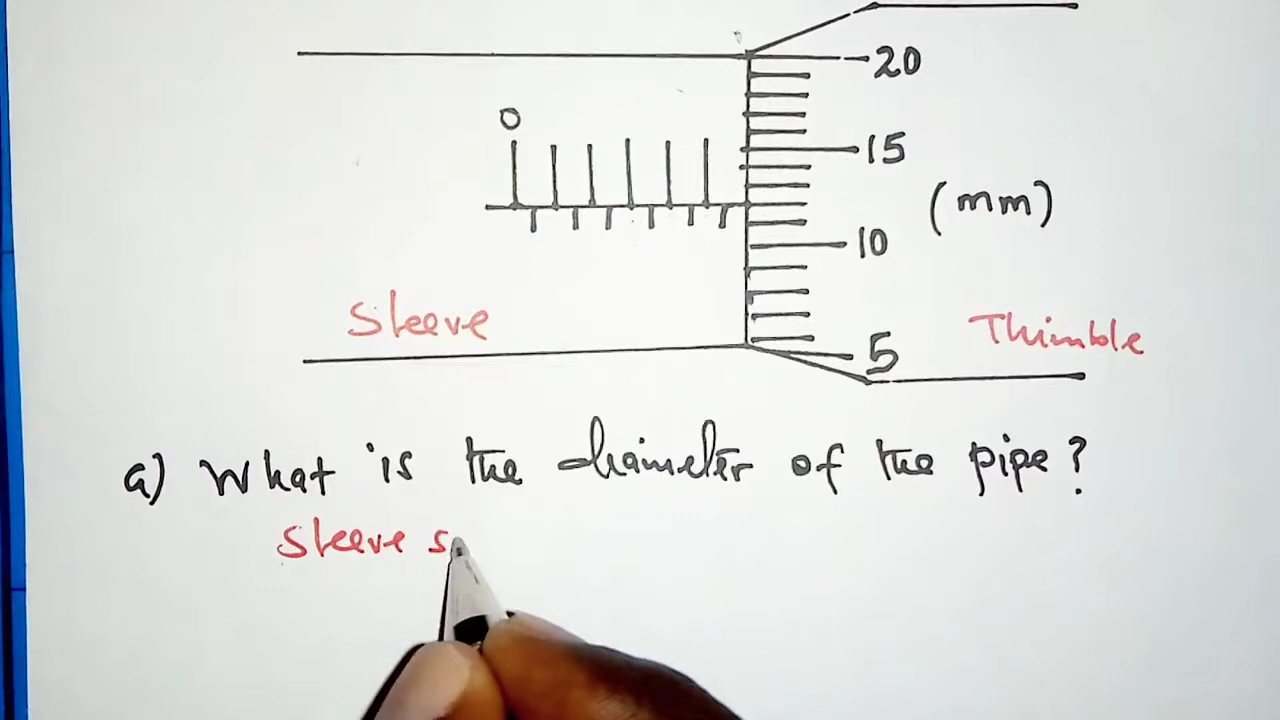 20
0
15
(mm)
10
Sleeve
Thimble
5
a) What is the diameter of the pipe?
Sleeve s